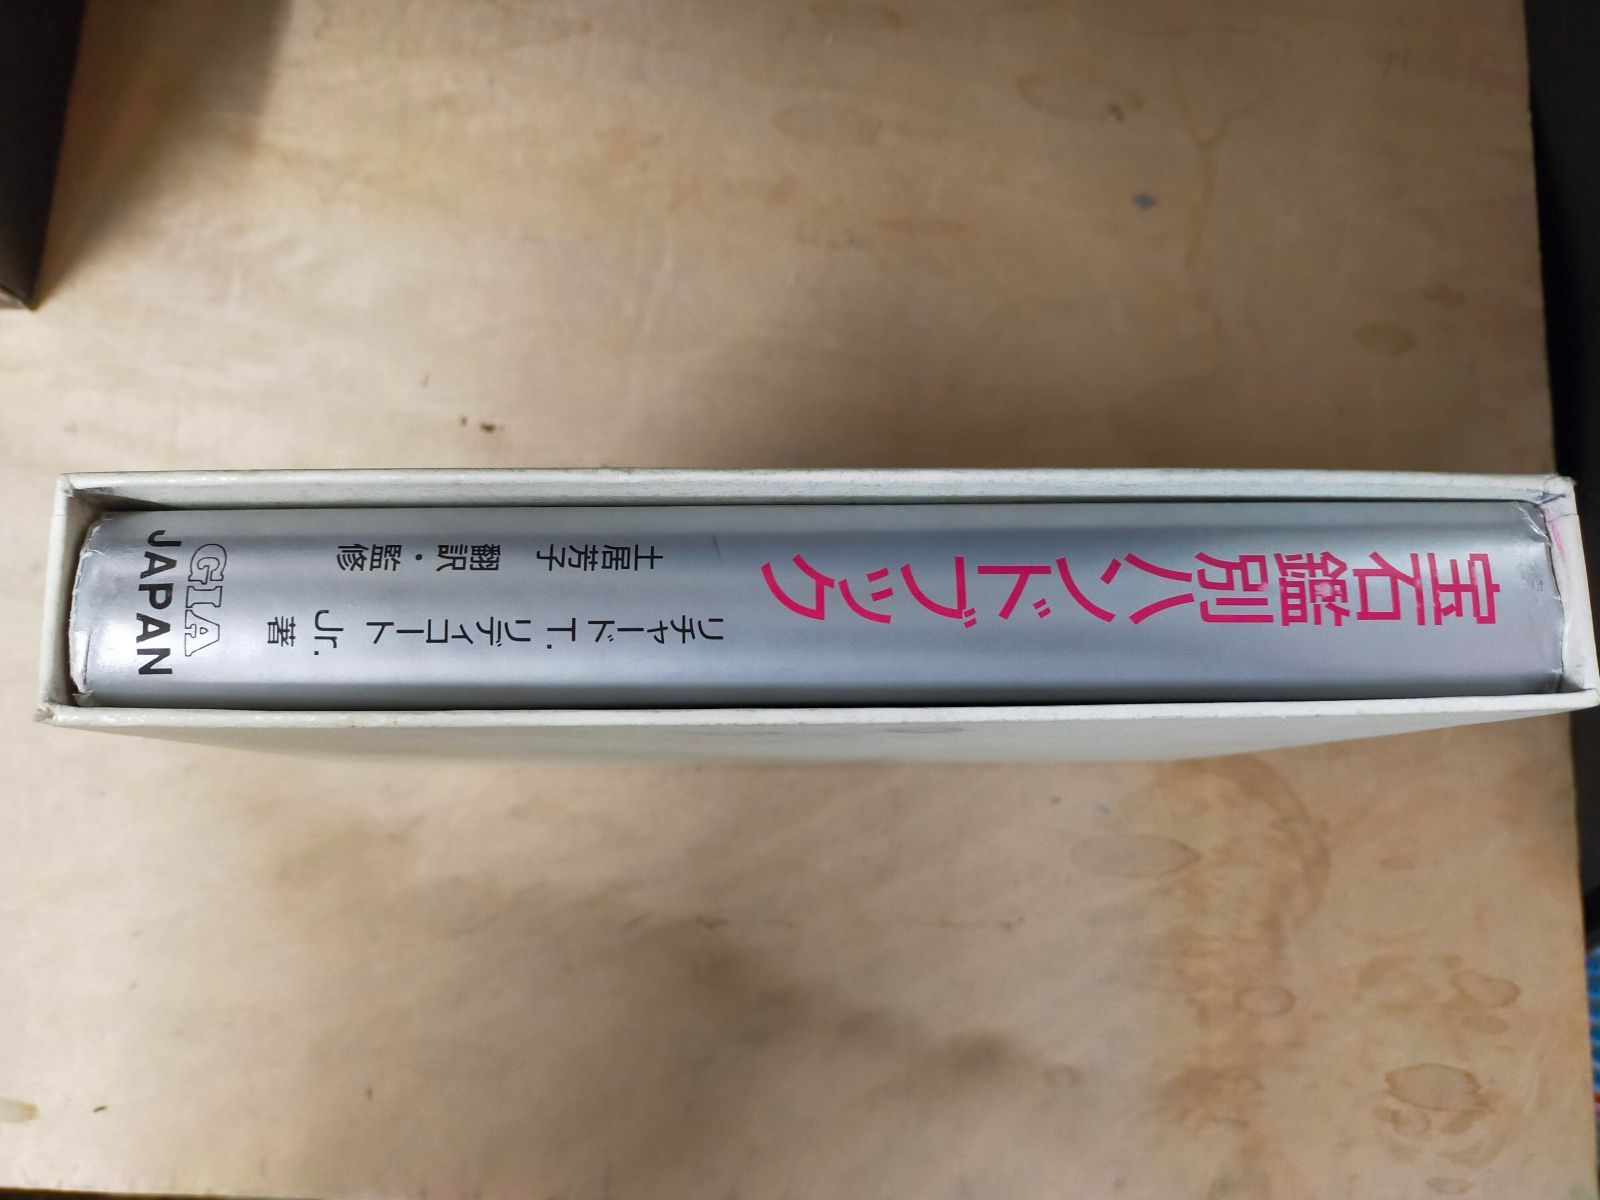 宝石鑑別ハンドブック
リチャード T. リディコート Jr. 著
土居芳子 翻訳・監修
GIA
JAPAN